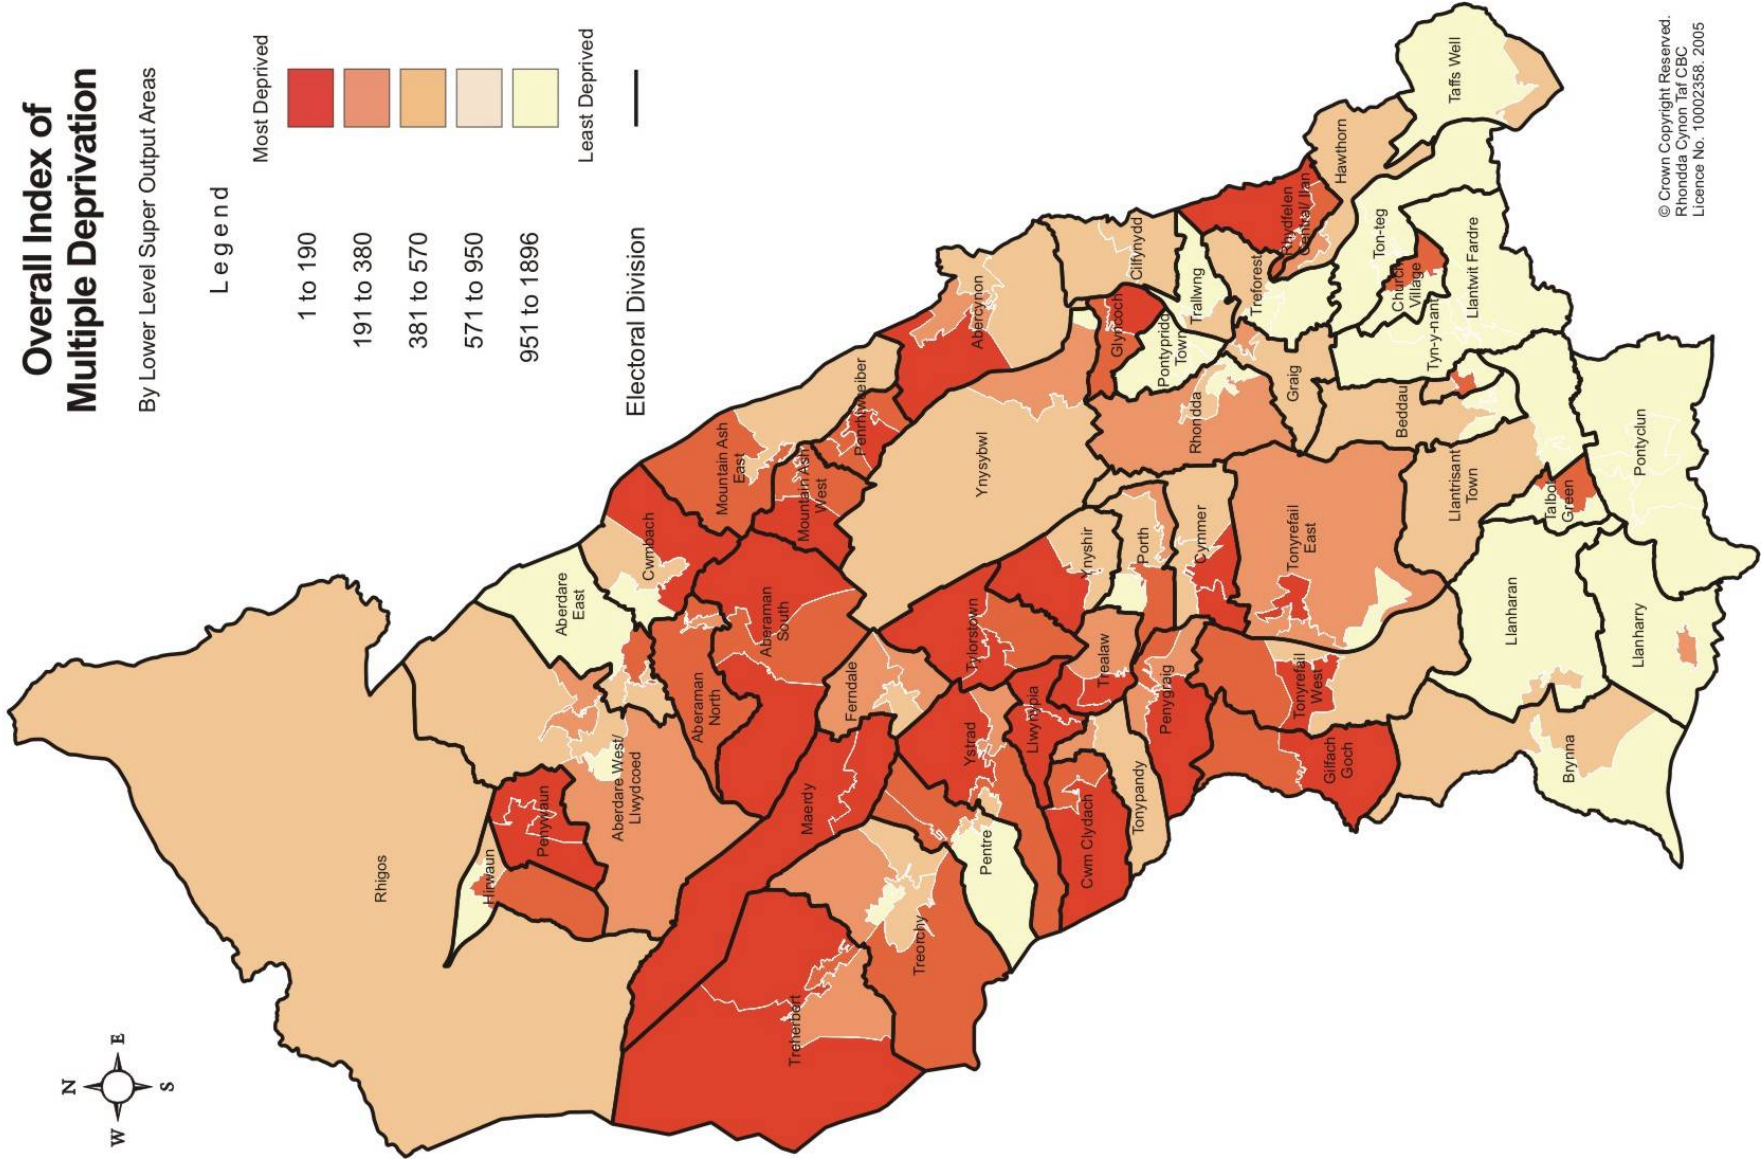 Overall Index of
Multiple Deprivation
By Lower Level Super Output Areas
Legend
Most Deprived
1 to 190
191 to 380
381 to 570
571 to 950
951 to 1896
Least Deprived
Electoral Division
N
W
E
S
Rhigos
Hirwaun
Penywaun
Aberdare West/
Llwydcoed
Aberdare
East
Cwmbach
Aberaman
North
Aberaman
South
Mountain Ash
East
Mountain Ash
West
Penrhiwceiber
Abercynon
Ynysybwl
Cilfynydd
Glyncoch
Pontypridd
Town
Trallwng
Rhondda
Graig
Treforest
Rhydfelen
Central/ Ilan
Hawthorn
Taffs Well
Ton-teg
Church
Village
Llantwit Fardre
Tyn-y-nant
Beddau
Llantrisant
Town
Talbot
Green
Pontyclun
Llanharan
Llanharry
Brynna
Gilfach
Goch
Tonyrefail
West
Tonyrefail
East
Cymmer
Porth
Ynyshir
Tylorstown
Trealaw
Penygraig
Ferndale
Maerdy
Ystrad
Llwynypia
Tonypandy
Cwm Clydach
Pentre
Treorchy
Treherbert
© Crown Copyright Reserved.
Rhondda Cynon Taf CBC
Licence No. 100023358. 2005